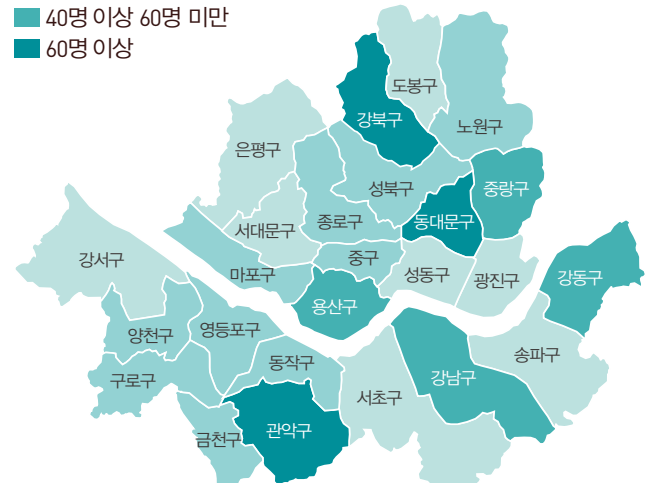 40명 이상 60명 미만
60명 이상
도봉구
강북구
노원구
은평구
성북구
중랑구
종로구
동대문구
서대문구
강서구
마포구
중구
성동구
광진구
강동구
용산구
양천구
영등포구
동작구
송파구
구로구
강남구
서초구
금천구
관악구